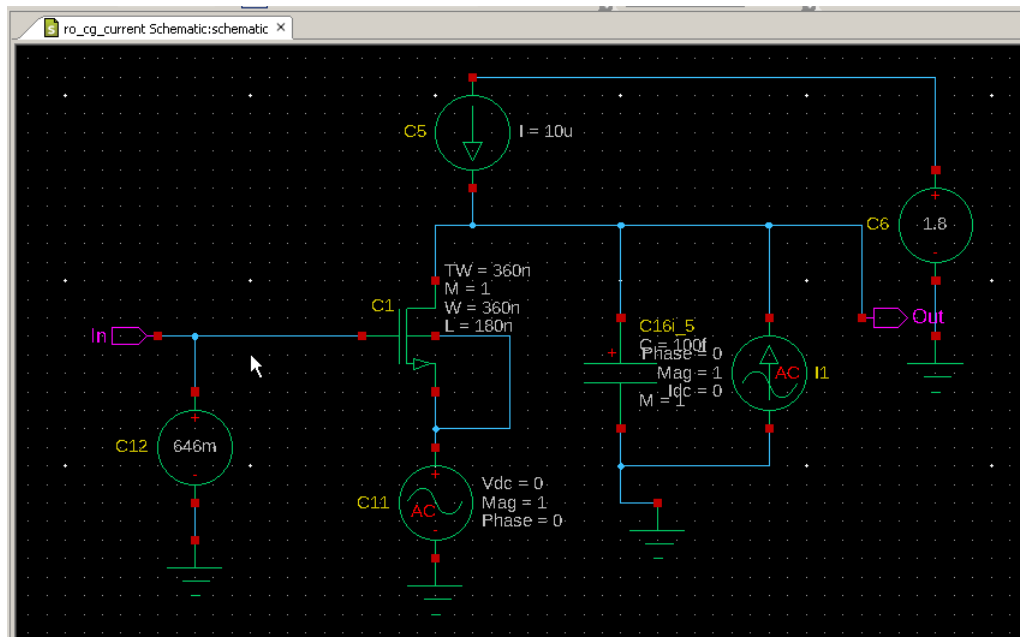 ro_cg_current Schematic:schematic
C5
I = 10u
C6
1.8
+
-
TW = 360n
M = 1
W = 360n
L = 180n
C1
In
Out
C16i_5
C = 100f
Phase = 0
Mag = 1
Idc = 0
M = 1
+
AC
I1
C12
646m
+
-
C11
AC
+
-
Vdc = 0
Mag = 1
Phase = 0